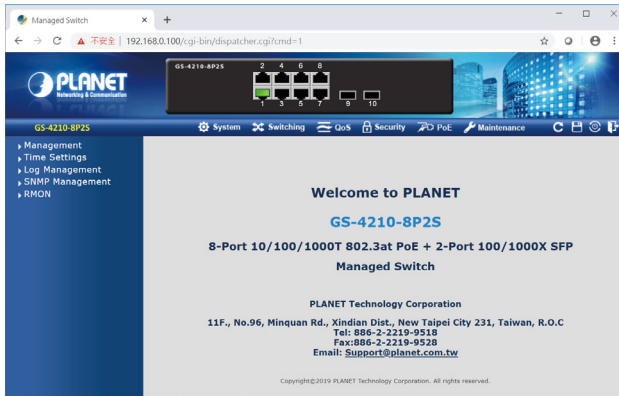 Managed Switch
不安全 | 192.168.0.100/cgi-bin/dispatcher.cgi?cmd=1
PLANET
Networking & Communication
GS-4210-8P2S
2 4 6 8
1 3 5 7 9 10
GS-4210-8P2S
System Switching QoS Security PoE Maintenance
Management
Time Settings
Log Management
SNMP Management
RMON
Welcome to PLANET
GS-4210-8P2S
8-Port 10/100/1000T 802.3at PoE + 2-Port 100/1000X SFP
Managed Switch
PLANET Technology Corporation
11F., No.96, Minquan Rd., Xindian Dist., New Taipei City 231, Taiwan, R.O.C
Tel: 886-2-2219-9518
Fax:886-2-2219-9528
Email: Support@planet.com.tw
Copyright©2019 PLANET Technology Corporation. All rights reserved.